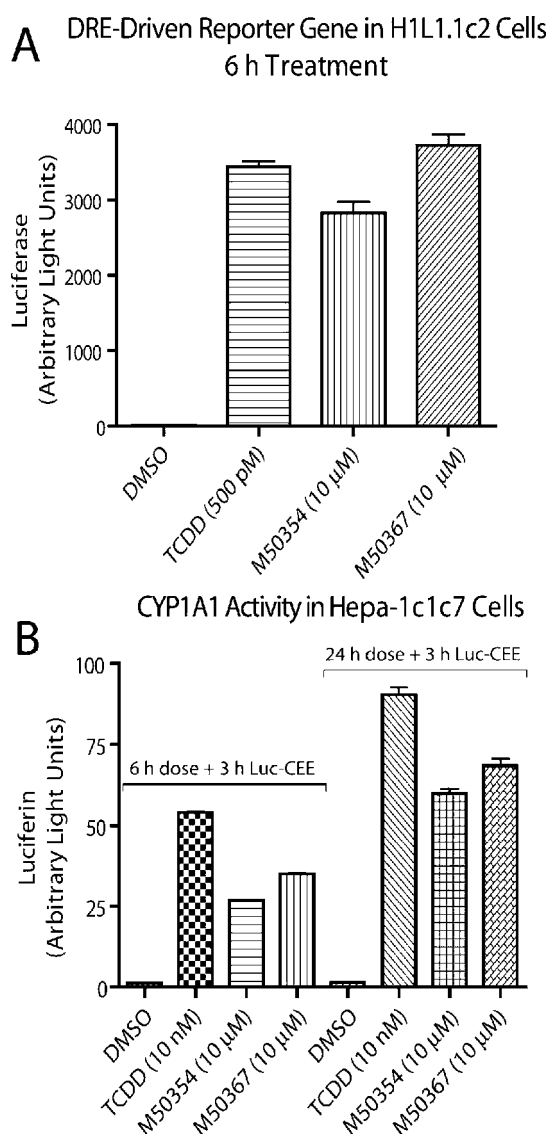 A
DRE-Driven Reporter Gene in H1L1.1c2 Cells
6 h Treatment
Luciferase
(Arbitrary Light Units)
4000
3000
2000
1000
0
DMSO
TCDD (500 pM)
M50354 (10 µM)
M50367 (10 µM)
B
CYP1A1 Activity in Hepa-1c1c7 Cells
24 h dose + 3 h Luc-CEE
6 h dose + 3 h Luc-CEE
Luciferin
(Arbitrary Light Units)
100
75
50
25
0
DMSO
TCDD (10 nM)
M50354 (10 µM)
M50367 (10 µM)
DMSO
TCDD (10 nM)
M50354 (10 µM)
M50367 (10 µM)